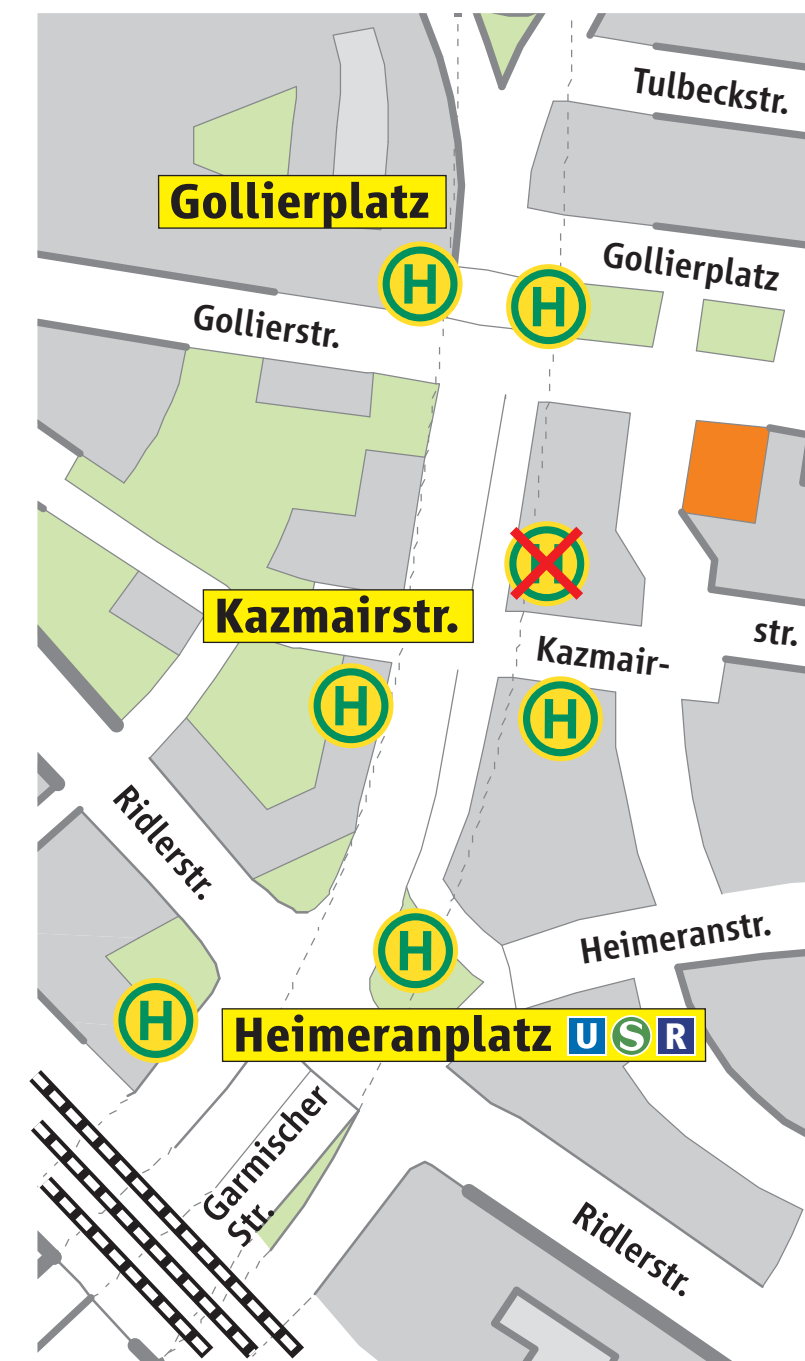 Tulbeckstr.
Gollierplatz
Gollierplatz
H
H
Gollierstr.
H
Kazmairstr.
Kazmair-
str.
H
H
Ridlerstr.
H
Heimeranstr.
H
Heimeranplatz U S R
Garmischer
Str.
Ridlerstr.